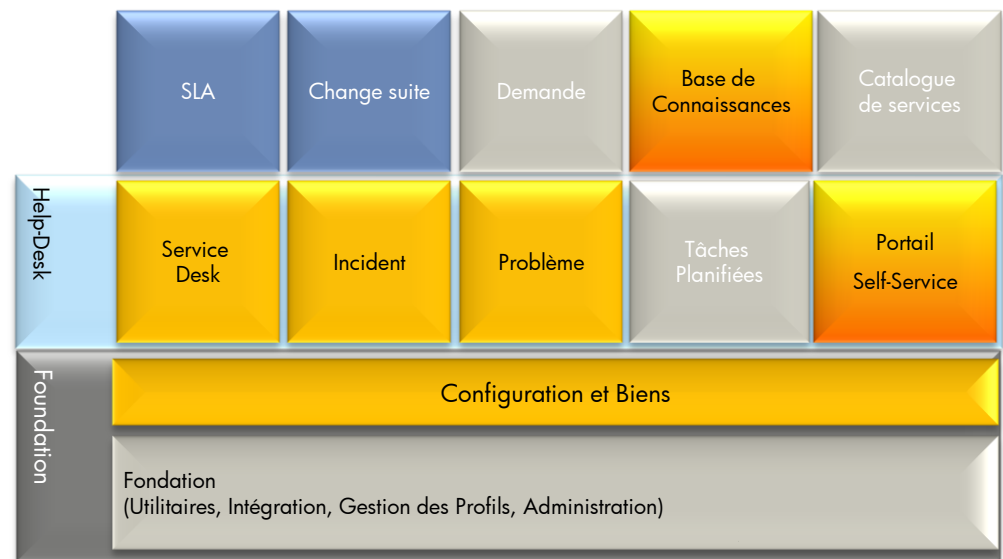 SLA
Change suite
Demande
Base de
Connaissances
Catalogue
de services
Help-Desk
Service
Desk
Incident
Problème
Tâches
Planifiées
Portail
Self-Service
Foundation
Configuration et Biens
Fondation
(Utilitaires, Intégration, Gestion des Profils, Administration)